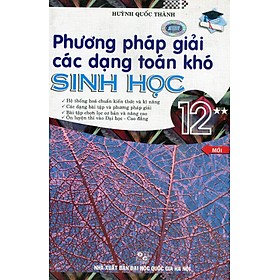 HUỲNH QUỐC THÀNH
Phương pháp giải
các dạng toán khó
SINH HỌC
12**
✓ Hệ thống hoá chuẩn kiến thức và kĩ năng
✓ Các dạng bài tập và phương pháp giải
✓ Bài tập chọn lọc cơ bản và nâng cao
✓ Ôn luyện thi vào Đại học - Cao đẳng
MỚI
NHÀ XUẤT BẢN ĐẠI HỌC QUỐC GIA HÀ NỘI